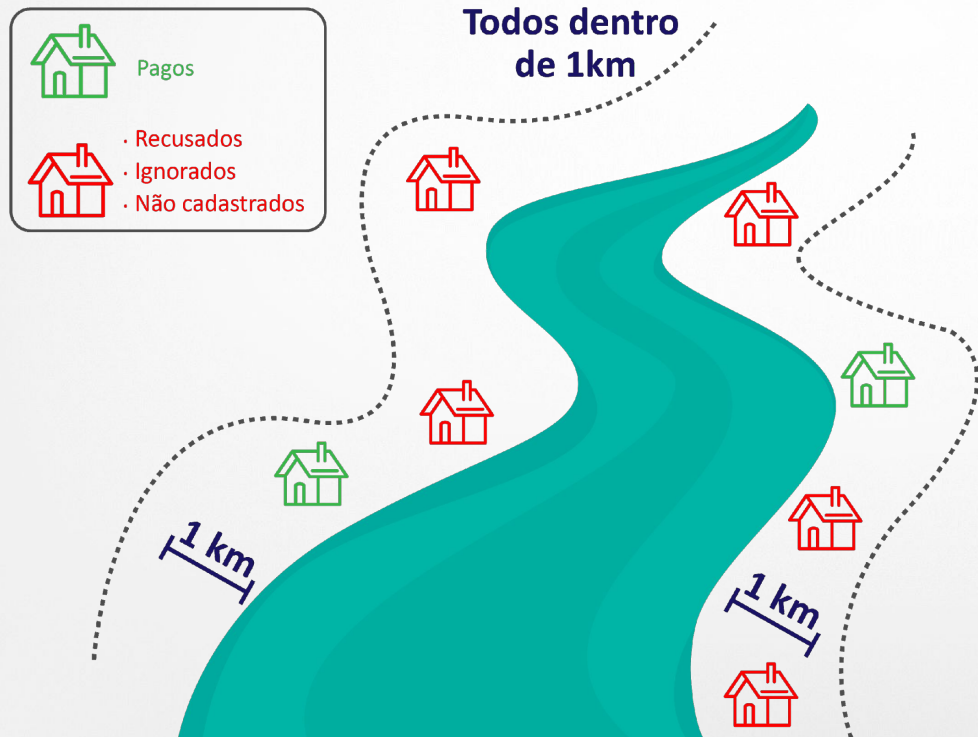 Todos dentro
de 1km
Pagos
· Recusados
· Ignorados
· Não cadastrados
1 km
1 km